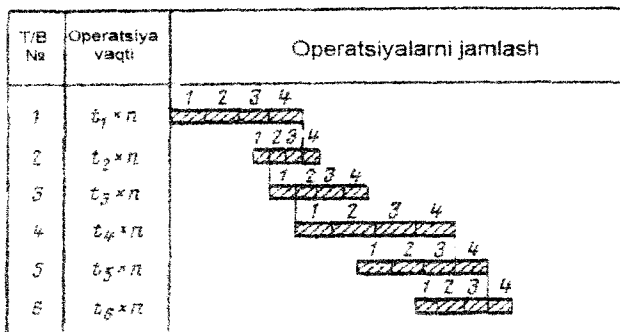 T/B № Operatsiya vaqti Operatsiyalarni jamlash
1 t₁×n 1 2 3 4
2 t₂×n 1 2 3 4
3 t₃×n 1 2 3 4
4 t₄×n 1 2 3 4
5 t₅×n 1 2 3 4
6 t₆×n 1 2 3 4